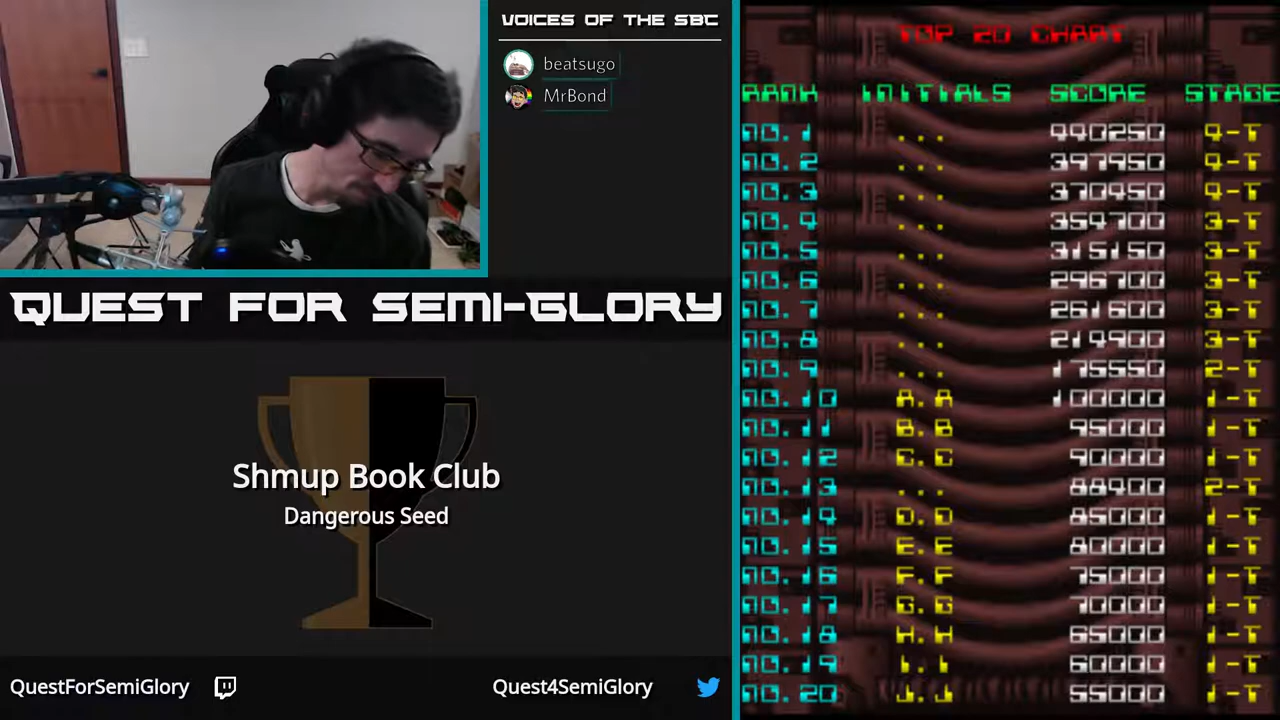 VOICES OF THE SBC
beatsugo
MrBond
QUEST FOR SEMI-GLORY
Shmup Book Club
Dangerous Seed
QuestForSemiGlory
Quest4SemiGlory
TOP 20 CHART
RANK INITIALS SCORE STAGE
NO.1 ... 440250 4-T
NO.2 ... 397950 4-T
NO.3 ... 370450 4-T
NO.4 ... 354700 3-T
NO.5 ... 315150 3-T
NO.6 ... 296700 3-T
NO.7 ... 261600 3-T
NO.8 ... 214900 3-T
NO.9 ... 175550 2-T
NO.10 A.A 100000 1-T
NO.11 B.B 95000 1-T
NO.12 C.C 90000 1-T
NO.13 ... 88400 2-T
NO.14 D.D 85000 1-T
NO.15 E.E 80000 1-T
NO.16 F.F 75000 1-T
NO.17 G.G 70000 1-T
NO.18 H.H 65000 1-T
NO.19 I.I 60000 1-T
NO.20 J.J 55000 1-T